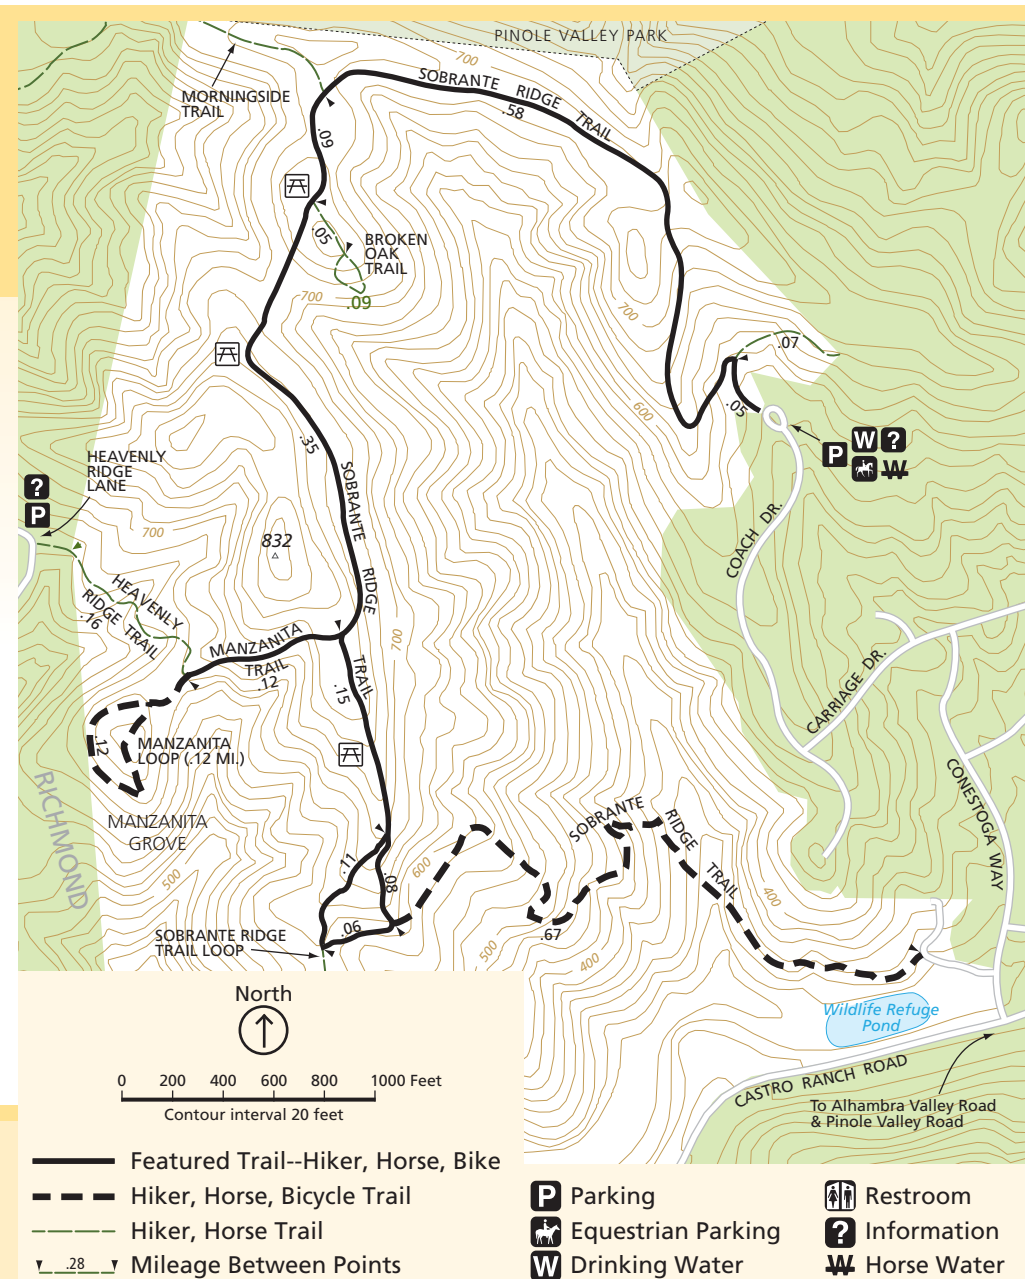 PINOLE VALLEY PARK
700
SOBRANTE RIDGE TRAIL
.58
MORNINGSIDE
TRAIL
.09
.05
BROKEN
OAK
TRAIL
.09
700
700
.07
600
.05
P W ?
W
COACH DR.
HEAVENLY
RIDGE
LANE
?
P
.35
SOBRANTE RIDGE TRAIL
700
832
HEAVENLY
RIDGE TRAIL
.16
MANZANITA
TRAIL
.12
700
.15
CARRIAGE DR.
CONESTOGA WAY
.12
MANZANITA
LOOP (.12 MI.)
RICHMOND
MANZANITA
GROVE
500
.11
.08
600
SOBRANTE RIDGE TRAIL
400
.06
.67
500
400
SOBRANTE RIDGE
TRAIL LOOP
Wildlife Refuge
Pond
CASTRO RANCH ROAD
To Alhambra Valley Road
& Pinole Valley Road
North
0 200 400 600 800 1000 Feet
Contour interval 20 feet
Featured Trail--Hiker, Horse, Bike
Hiker, Horse, Bicycle Trail
Hiker, Horse Trail
.28 Mileage Between Points
P Parking
Equestrian Parking
W Drinking Water
Restroom
? Information
W Horse Water